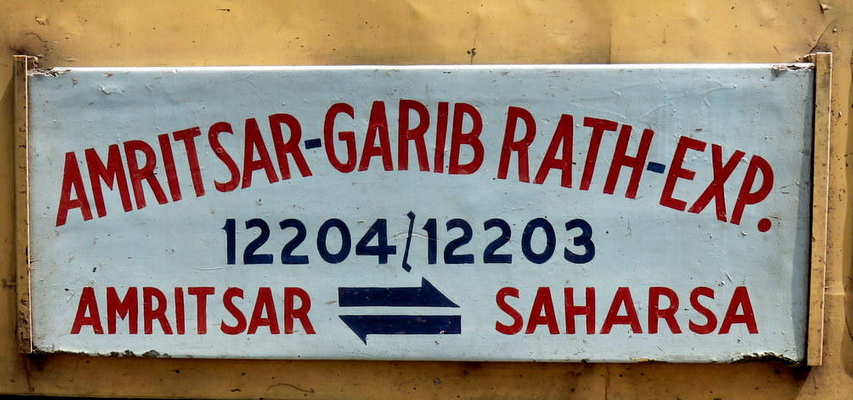 AMRITSAR-GARIB RATH-EXP.
12204/12203
AMRITSAR SAHARSA